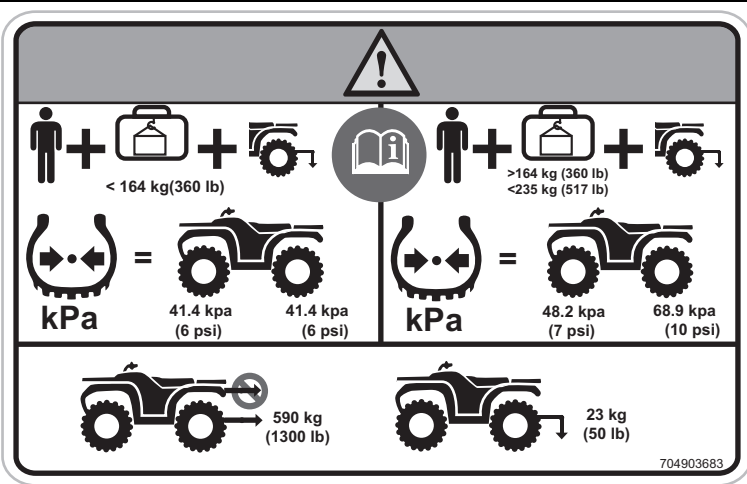 < 164 kg(360 lb)
>164 kg (360 lb)
<235 kg (517 lb)
kPa
=
41.4 kpa
(6 psi)
41.4 kpa
(6 psi)
kPa
=
48.2 kpa
(7 psi)
68.9 kpa
(10 psi)
590 kg
(1300 lb)
23 kg
(50 lb)
704903683